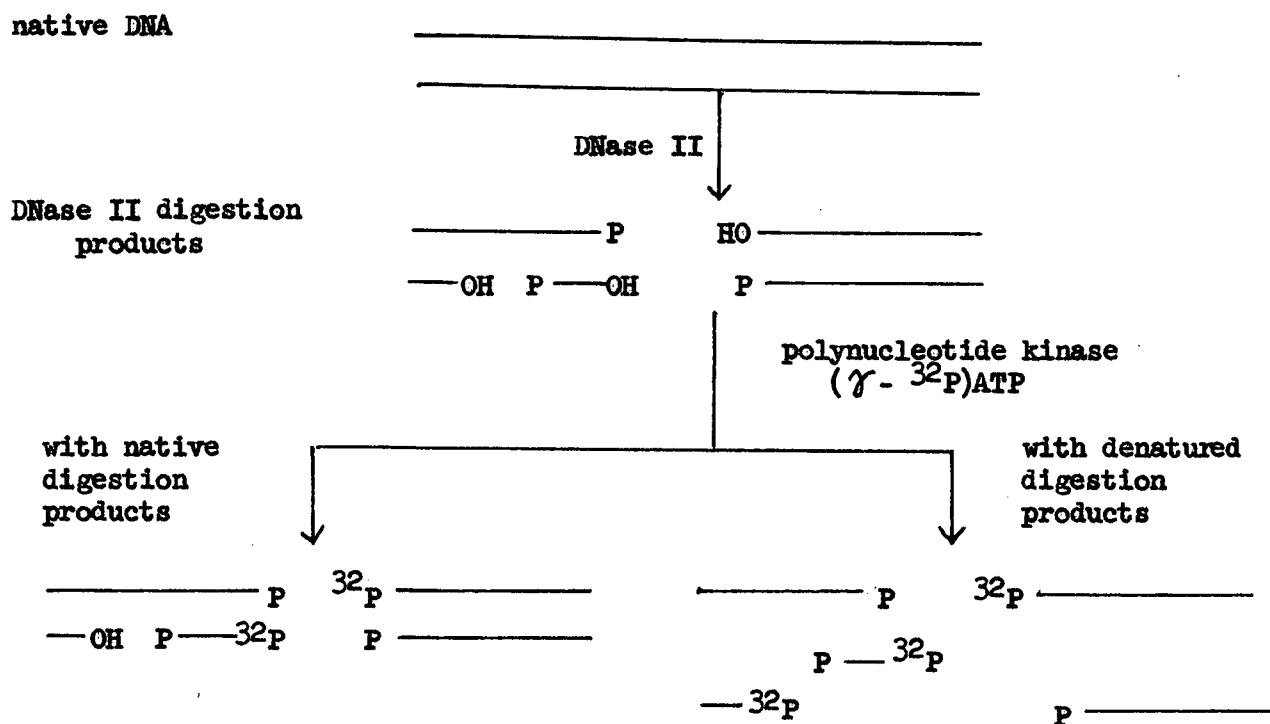 native DNA
DNase II
DNase II digestion
products
P HO
OH P OH P
polynucleotide kinase
(γ - 32P)ATP
with native
digestion
products
with denatured
digestion
products
P 32P
OH P 32P P
P 32P
P 32P
32P P